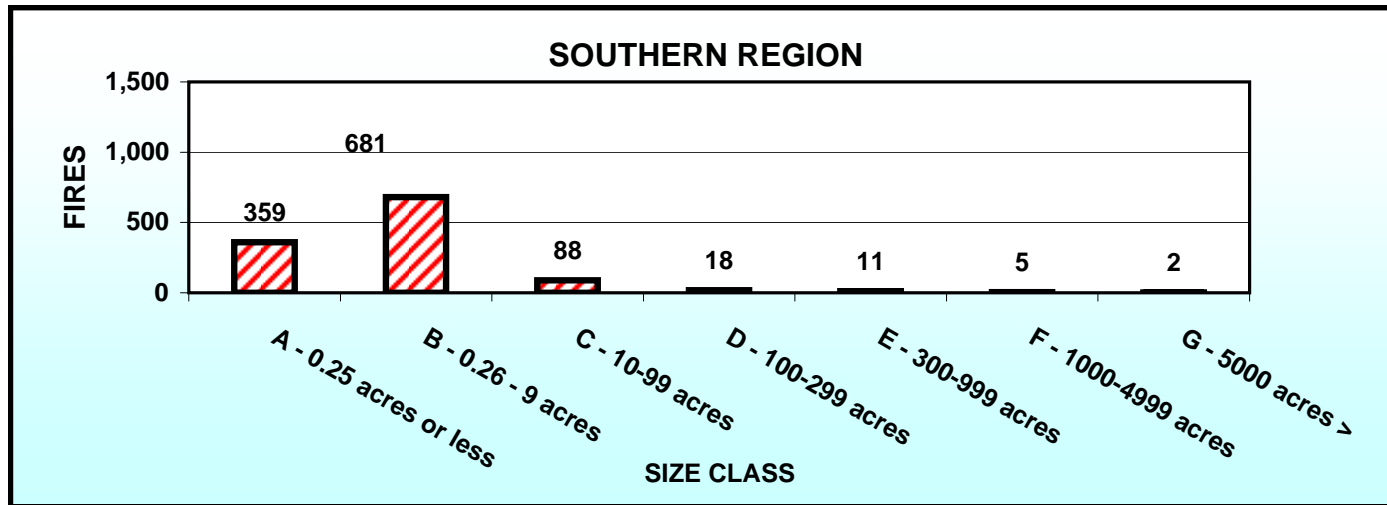 SOUTHERN REGION
FIRES
1,500
1,000
500
0
359
681
88
18
11
5
2
A - 0.25 acres or less
B - 0.26 - 9 acres
C - 10-99 acres
D - 100-299 acres
E - 300-999 acres
F - 1000-4999 acres
G - 5000 acres >
SIZE CLASS